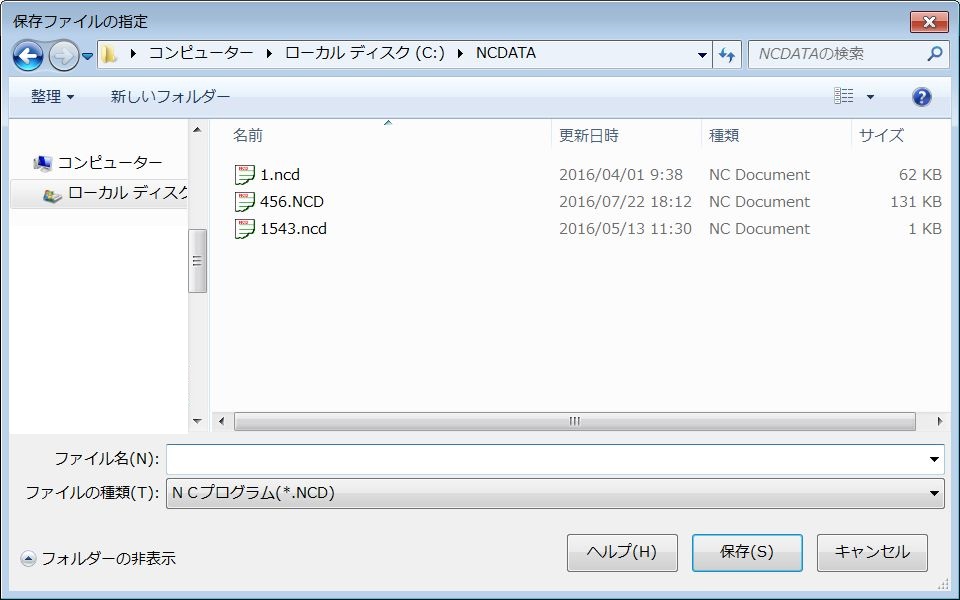 保存ファイルの指定
コンピューター ローカル ディスク (C:) NCDATA
NCDATAの検索
整理 新しいフォルダー
名前 更新日時 種類 サイズ
コンピューター
ローカル ディスク
1.ncd 2016/04/01 9:38 NC Document 62 KB
456.NCD 2016/07/22 18:12 NC Document 131 KB
1543.ncd 2016/05/13 11:30 NC Document 1 KB
ファイル名(N):
ファイルの種類(T): ＮＣプログラム(*.NCD)
フォルダーの非表示 ヘルプ(H) 保存(S) キャンセル